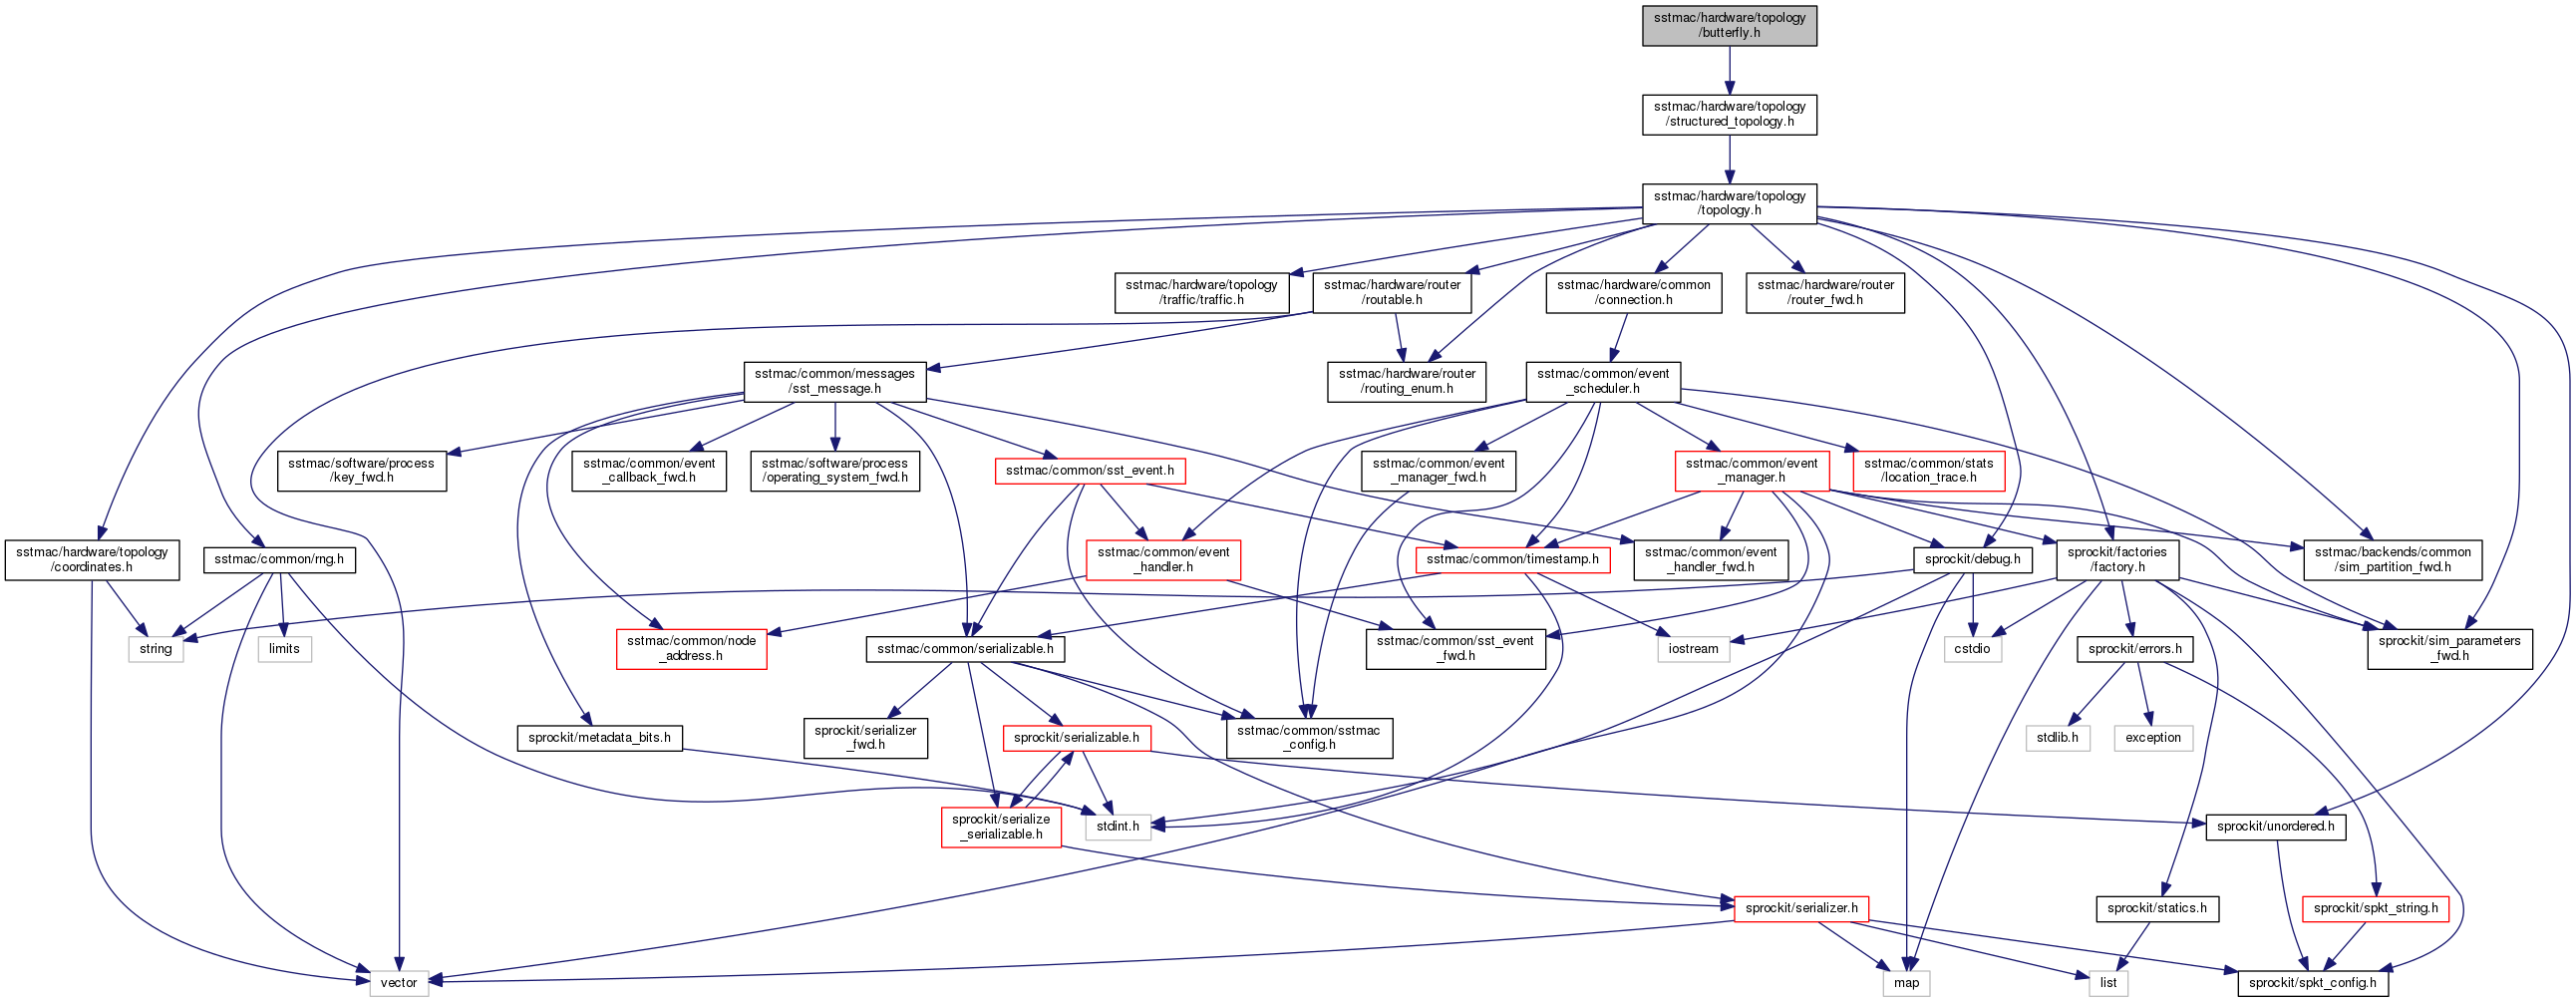 sstmac/hardware/topology
/butterfly.h
sstmac/hardware/topology
/structured_topology.h
sstmac/hardware/topology
/topology.h
sstmac/hardware/topology
/traffic/traffic.h
sstmac/hardware/router
/routable.h
sstmac/hardware/common
/connection.h
sstmac/hardware/router
/router_fwd.h
sstmac/common/messages
/sst_message.h
sstmac/hardware/router
/routing_enum.h
sstmac/common/event
_scheduler.h
sstmac/software/process
/key_fwd.h
sstmac/common/event
_callback_fwd.h
sstmac/software/process
/operating_system_fwd.h
sstmac/common/sst_event.h
sstmac/common/event
_manager_fwd.h
sstmac/common/event
_manager.h
sstmac/common/stats
/location_trace.h
sstmac/hardware/topology
/coordinates.h
sstmac/common/rng.h
sstmac/common/event
_handler.h
sstmac/common/timestamp.h
sstmac/common/event
_handler_fwd.h
sprockit/debug.h
sprockit/factories
/factory.h
sstmac/backends/common
/sim_partition_fwd.h
string
limits
sstmac/common/node
_address.h
sstmac/common/serializable.h
sstmac/common/sst_event
_fwd.h
iostream
cstdio
sprockit/errors.h
sprockit/sim_parameters
_fwd.h
sprockit/metadata_bits.h
sprockit/serializer
_fwd.h
sprockit/serializable.h
sstmac/common/sstmac
_config.h
stdlib.h
exception
sprockit/serialize
_serializable.h
stdint.h
sprockit/unordered.h
sprockit/serializer.h
sprockit/statics.h
sprockit/spkt_string.h
vector
map
list
sprockit/spkt_config.h